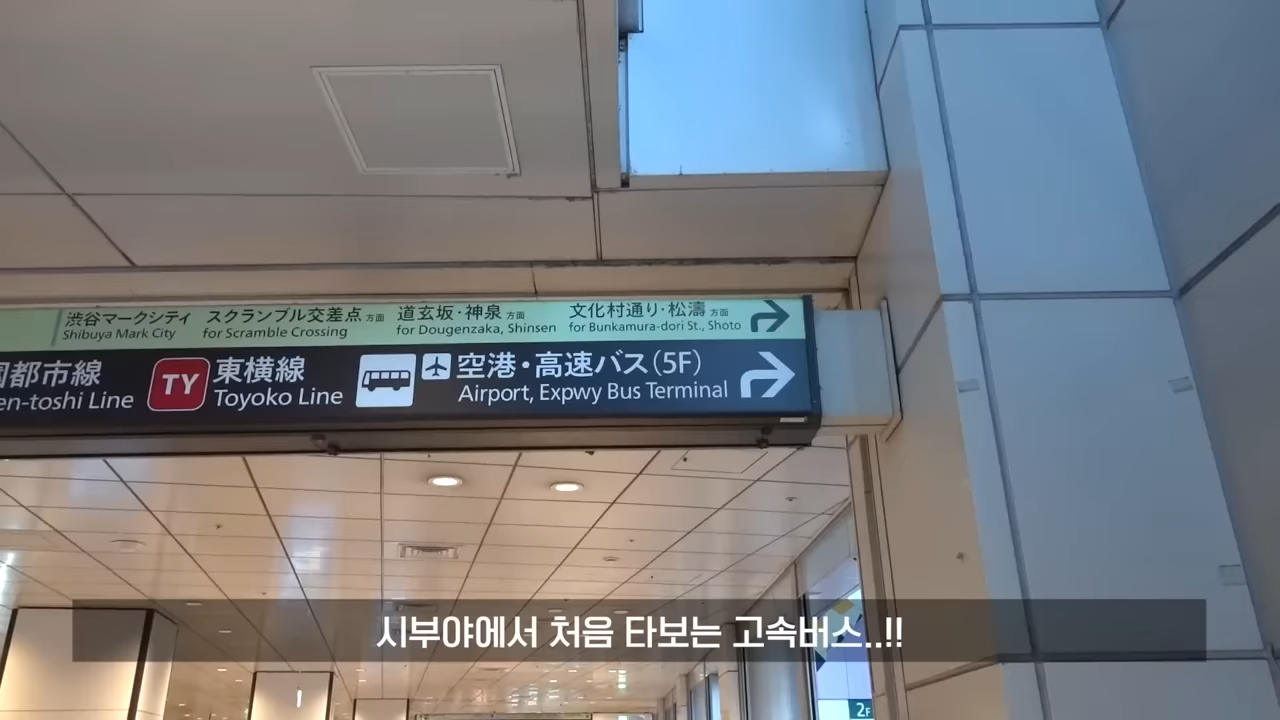 渋谷マークシティ スクランブル交差点 方面 道玄坂・神泉 方面 文化村通り・松濤 方面
Shibuya Mark City for Scramble Crossing for Dougenzaka, Shinsen for Bunkamura-dori St., Shoto
都市線 TY 東横線 空港・高速バス(5F)
en-toshi Line Toyoko Line Airport, Expwy Bus Terminal
시부야에서 처음 타보는 고속버스..!!
2F